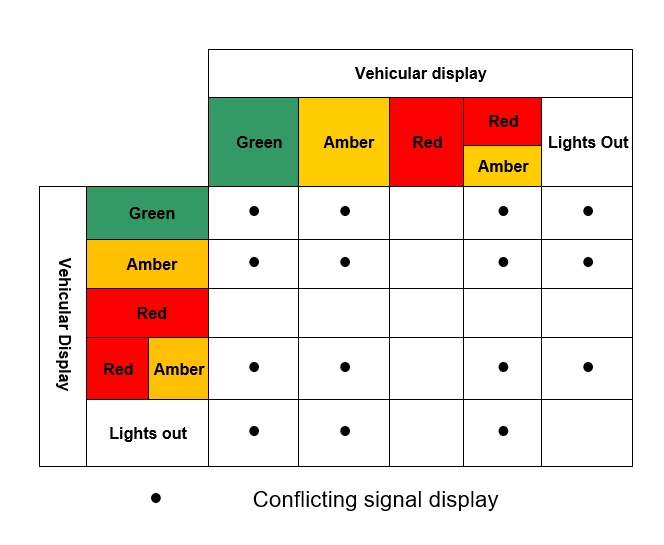 Vehicular display
Green
Amber
Red
Red
Amber
Lights Out
Vehicular Display
Green
Amber
Red
Red
Amber
Lights out
Conflicting signal display